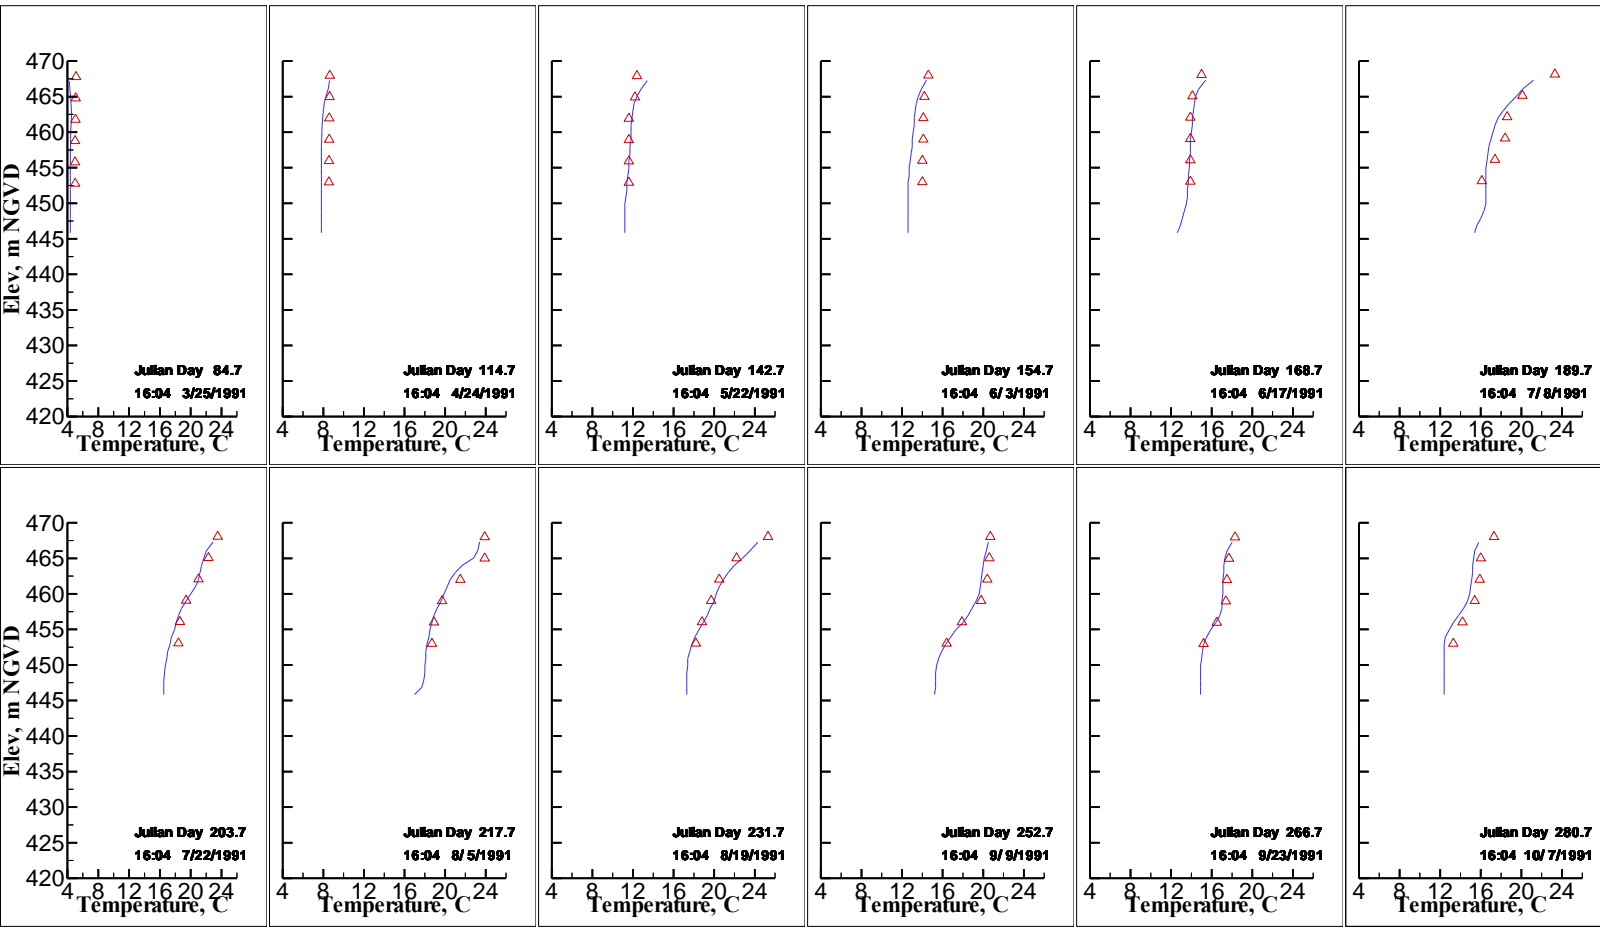 470
465
460
455
450
445
440
435
430
425
420
Elev, m NGVD
Julian Day 84.7
16:04 3/25/1991
4 8 12 16 20 24
Temperature, C
Julian Day 114.7
16:04 4/24/1991
4 8 12 16 20 24
Temperature, C
Julian Day 142.7
16:04 5/22/1991
4 8 12 16 20 24
Temperature, C
Julian Day 154.7
16:04 6/ 3/1991
4 8 12 16 20 24
Temperature, C
Julian Day 168.7
16:04 6/17/1991
4 8 12 16 20 24
Temperature, C
Julian Day 189.7
16:04 7/ 8/1991
4 8 12 16 20 24
Temperature, C
470
465
460
455
450
445
440
435
430
425
420
Elev, m NGVD
Julian Day 203.7
16:04 7/22/1991
4 8 12 16 20 24
Temperature, C
Julian Day 217.7
16:04 8/ 5/1991
4 8 12 16 20 24
Temperature, C
Julian Day 231.7
16:04 8/19/1991
4 8 12 16 20 24
Temperature, C
Julian Day 252.7
16:04 9/ 9/1991
4 8 12 16 20 24
Temperature, C
Julian Day 266.7
16:04 9/23/1991
4 8 12 16 20 24
Temperature, C
Julian Day 280.7
16:04 10/ 7/1991
4 8 12 16 20 24
Temperature, C